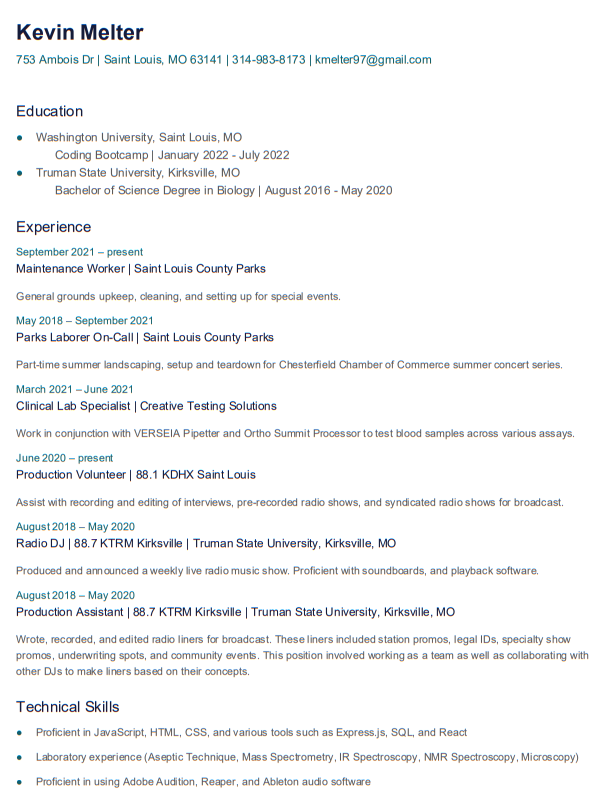 Kevin Melter
753 Ambois Dr | Saint Louis, MO 63141 | 314-983-8173 | kmelter97@gmail.com
Education
● Washington University, Saint Louis, MO
Coding Bootcamp | January 2022 - July 2022
● Truman State University, Kirksville, MO
Bachelor of Science Degree in Biology | August 2016 - May 2020
Experience
September 2021 – present
Maintenance Worker | Saint Louis County Parks
General grounds upkeep, cleaning, and setting up for special events.
May 2018 – September 2021
Parks Laborer On-Call | Saint Louis County Parks
Part-time summer landscaping, setup and teardown for Chesterfield Chamber of Commerce summer concert series.
March 2021 – June 2021
Clinical Lab Specialist | Creative Testing Solutions
Work in conjunction with VERSEIA Pipetter and Ortho Summit Processor to test blood samples across various assays.
June 2020 – present
Production Volunteer | 88.1 KDHX Saint Louis
Assist with recording and editing of interviews, pre-recorded radio shows, and syndicated radio shows for broadcast.
August 2018 – May 2020
Radio DJ | 88.7 KTRM Kirksville | Truman State University, Kirksville, MO
Produced and announced a weekly live radio music show. Proficient with soundboards, and playback software.
August 2018 – May 2020
Production Assistant | 88.7 KTRM Kirksville | Truman State University, Kirksville, MO
Wrote, recorded, and edited radio liners for broadcast. These liners included station promos, legal IDs, specialty show
promos, underwriting spots, and community events. This position involved working as a team as well as collaborating with
other DJs to make liners based on their concepts.
Technical Skills
● Proficient in JavaScript, HTML, CSS, and various tools such as Express.js, SQL, and React
● Laboratory experience (Aseptic Technique, Mass Spectrometry, IR Spectroscopy, NMR Spectroscopy, Microscopy)
● Proficient in using Adobe Audition, Reaper, and Ableton audio software